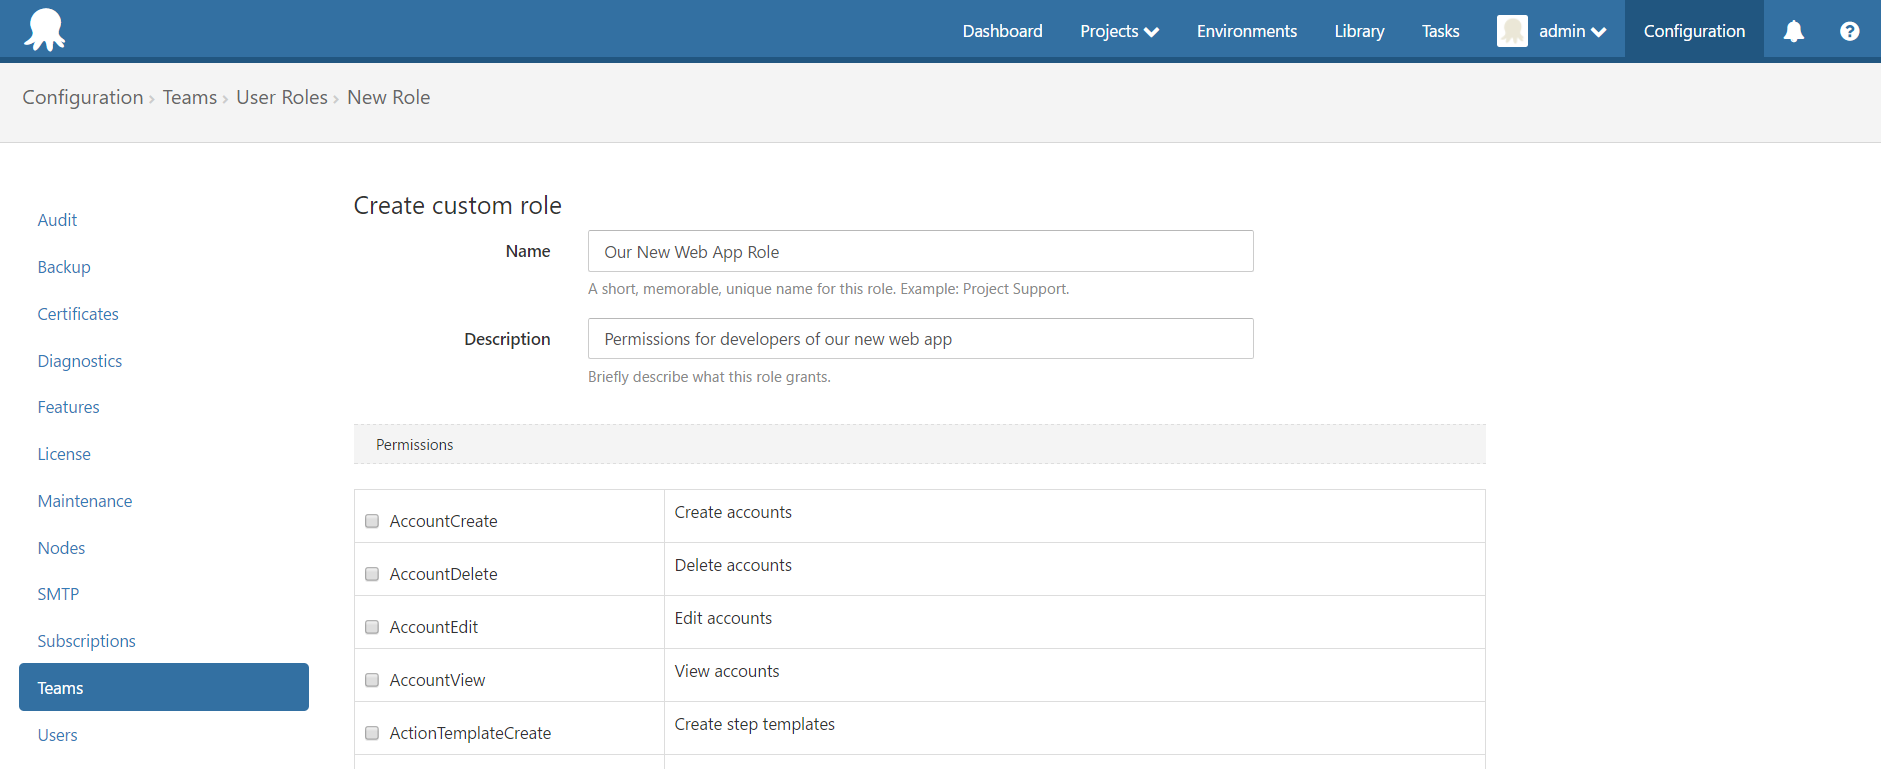 Dashboard Projects Environments Library Tasks admin Configuration ?
Configuration › Teams › User Roles › New Role
Audit
Backup
Certificates
Diagnostics
Features
License
Maintenance
Nodes
SMTP
Subscriptions
Teams
Users
Create custom role
Name
Our New Web App Role
A short, memorable, unique name for this role. Example: Project Support.
Description
Permissions for developers of our new web app
Briefly describe what this role grants.
Permissions
AccountCreate Create accounts
AccountDelete Delete accounts
AccountEdit Edit accounts
AccountView View accounts
ActionTemplateCreate Create step templates